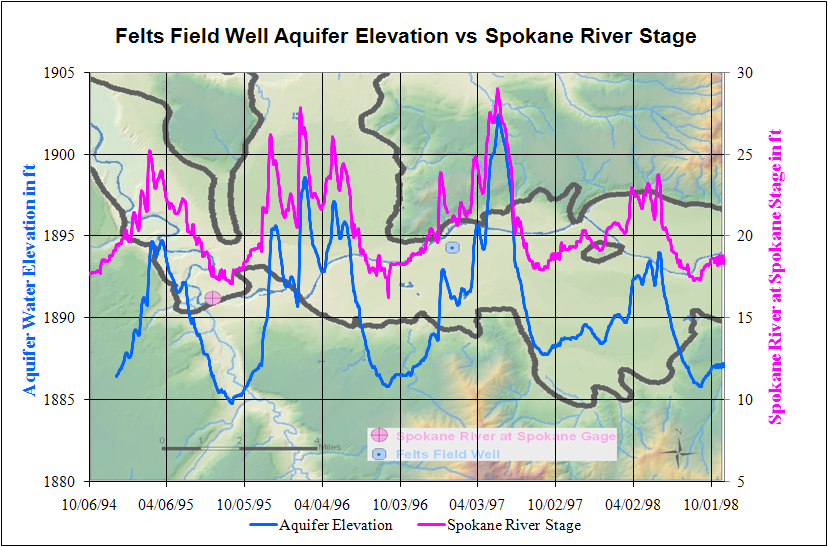 Felts Field Well Aquifer Elevation vs Spokane River Stage
1905
1900
1895
1890
1885
1880
Aquifer Water Elevation in ft
30
25
20
15
10
5
Spokane River at Spokane Stage in ft
Spokane River at Spokane Gage
Felts Field Well
0 1 2 4 Miles
10/06/94 04/06/95 10/05/95 04/04/96 10/03/96 04/03/97 10/02/97 04/02/98 10/01/98
Aquifer Elevation Spokane River Stage